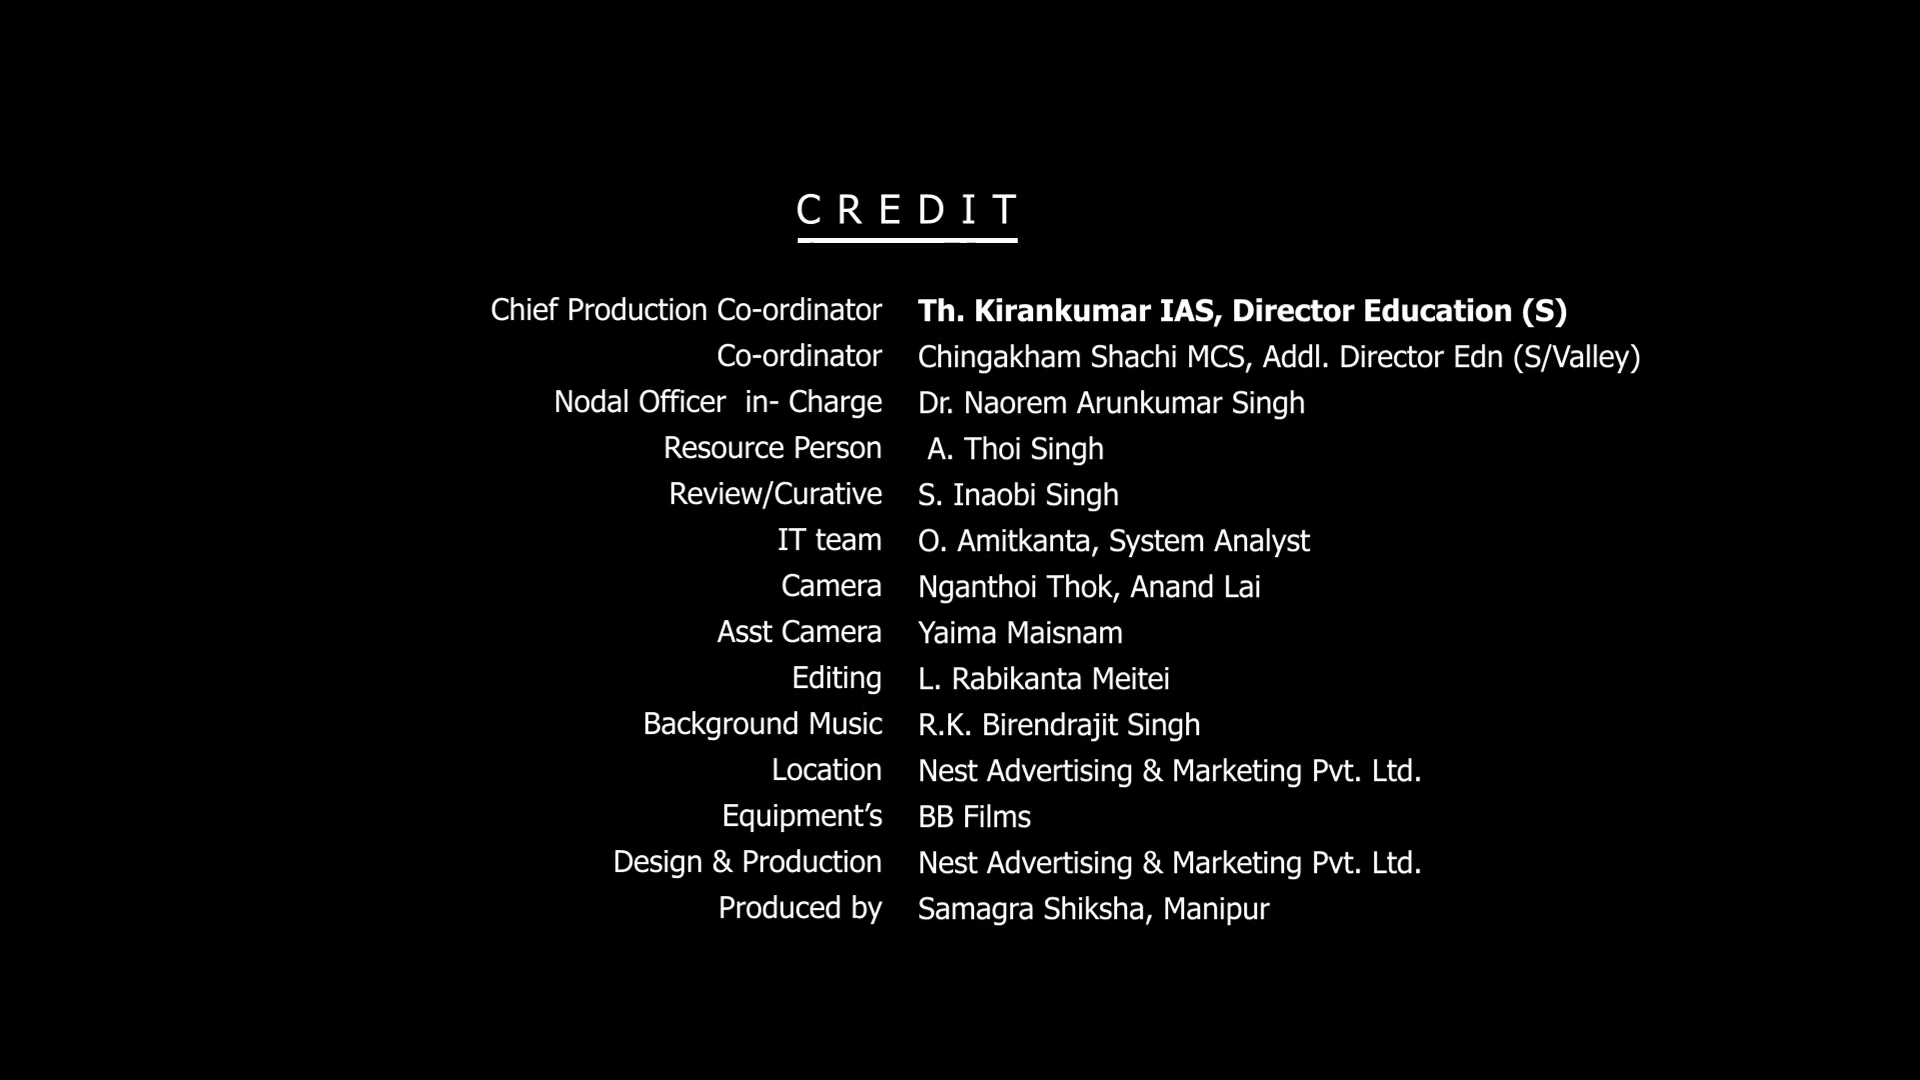 CREDIT
Chief Production Co-ordinator Th. Kirankumar IAS, Director Education (S)
Co-ordinator Chingakham Shachi MCS, Addl. Director Edn (S/Valley)
Nodal Officer in- Charge Dr. Naorem Arunkumar Singh
Resource Person A. Thoi Singh
Review/Curative S. Inaobi Singh
IT team O. Amitkanta, System Analyst
Camera Nganthoi Thok, Anand Lai
Asst Camera Yaima Maisnam
Editing L. Rabikanta Meitei
Background Music R.K. Birendrajit Singh
Location Nest Advertising & Marketing Pvt. Ltd.
Equipment’s BB Films
Design & Production Nest Advertising & Marketing Pvt. Ltd.
Produced by Samagra Shiksha, Manipur